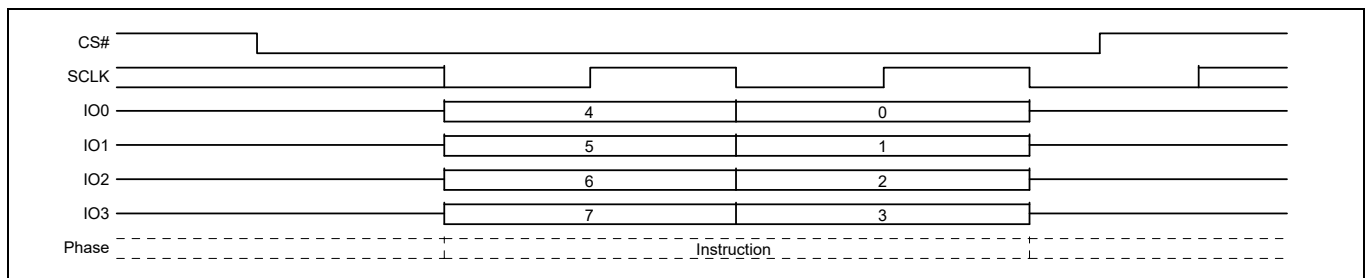 CS#
SCLK
IO0 4 0
IO1 5 1
IO2 6 2
IO3 7 3
Phase Instruction